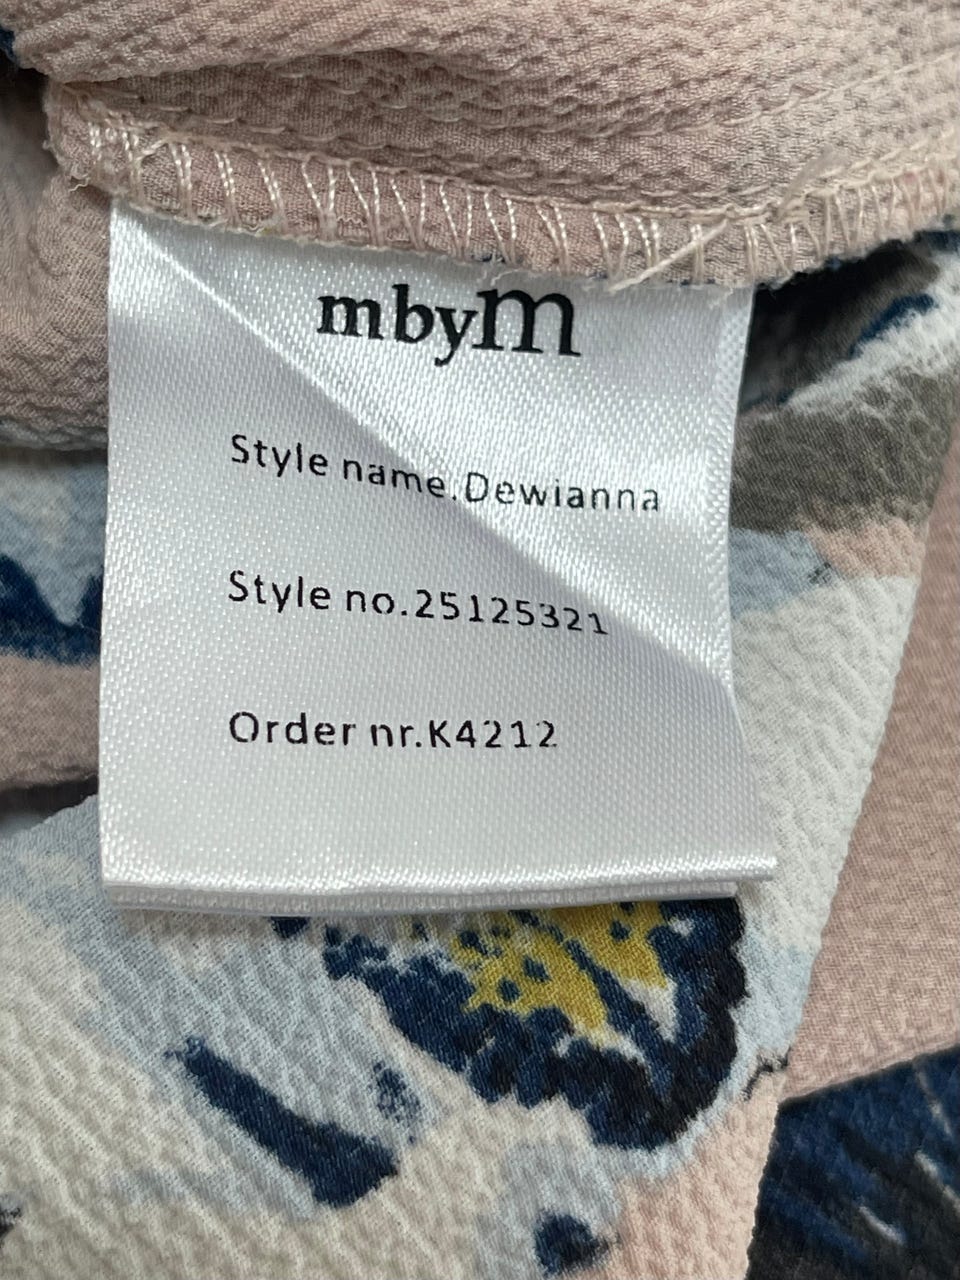 mbym
Style name.Dewianna
Style no.25125321
Order nr.K4212